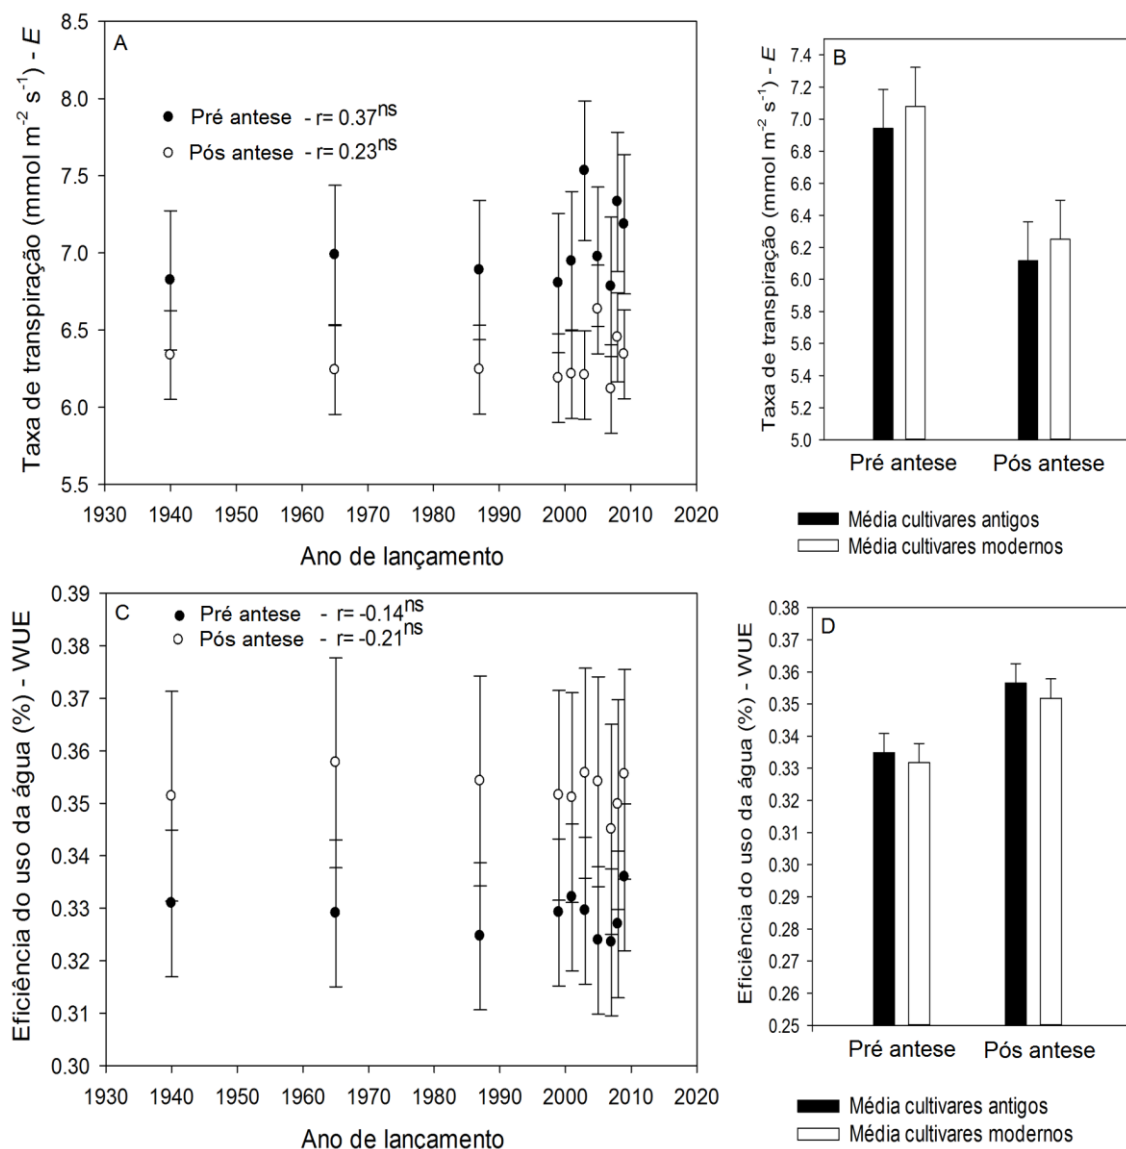 A
Taxa de transpiração (mmol m⁻² s⁻¹) - E
8.5
8.0
7.5
7.0
6.5
6.0
5.5
Pré antese - r= 0.37ns
Pós antese - r= 0.23ns
1930 1940 1950 1960 1970 1980 1990 2000 2010 2020
Ano de lançamento
B
Taxa de transpiração (mmol m⁻² s⁻¹) - E
7.4
7.2
7.0
6.8
6.6
6.4
6.2
6.0
5.8
5.6
5.4
5.2
5.0
Pré antese Pós antese
Média cultivares antigos
Média cultivares modernos
C
Eficiência do uso da água (%) - WUE
0.39
0.38
0.37
0.36
0.35
0.34
0.33
0.32
0.31
0.30
Pré antese - r= -0.14ns
Pós antese - r= -0.21ns
1930 1940 1950 1960 1970 1980 1990 2000 2010 2020
Ano de lançamento
D
Eficiência do uso da água (%) - WUE
0.38
0.37
0.36
0.35
0.34
0.33
0.32
0.31
0.30
0.29
0.28
0.27
0.26
0.25
Pré antese Pós antese
Média cultivares antigos
Média cultivares modernos